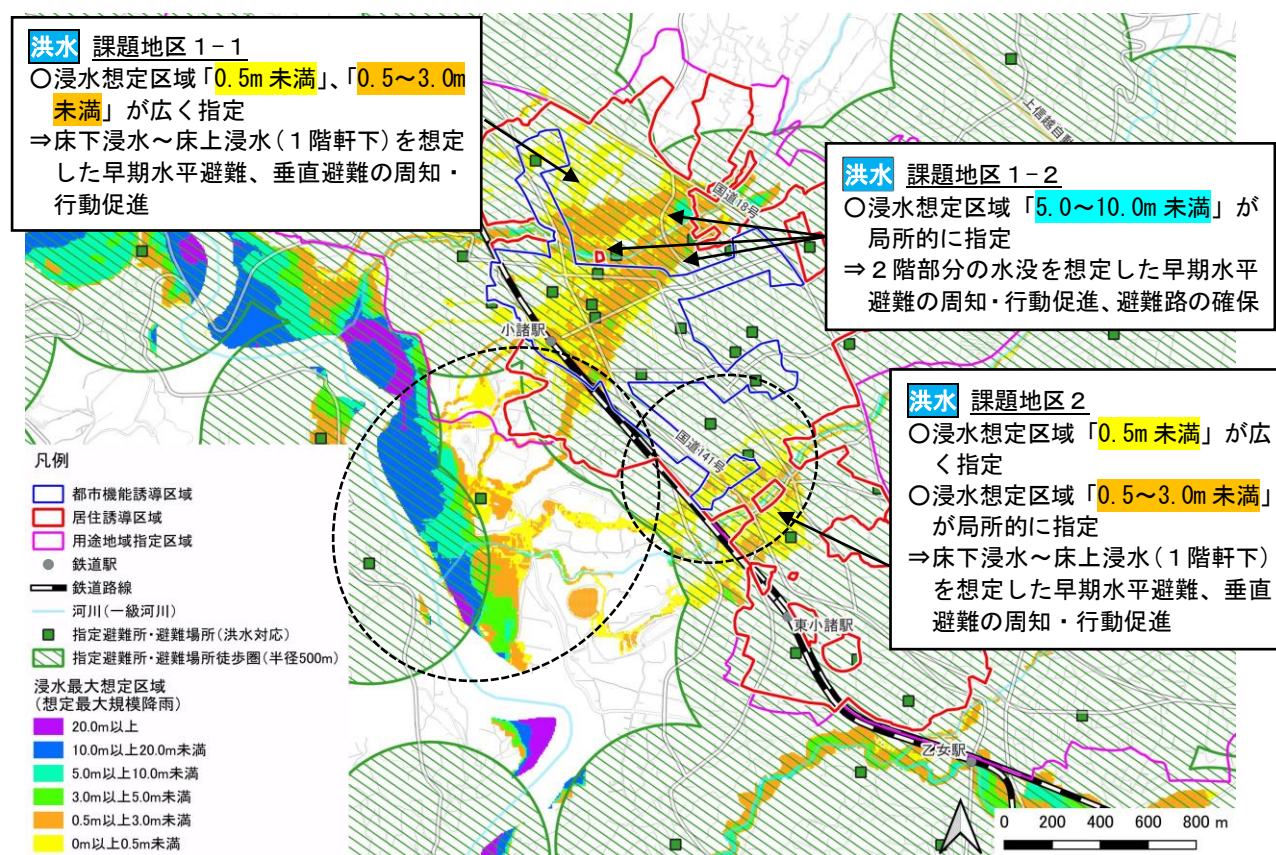 洪水 課題地区1-1
○浸水想定区域「0.5m 未満」、「0.5～3.0m
未満」が広く指定
⇒床下浸水～床上浸水(1階軒下)を想定
した早期水平避難、垂直避難の周知・
行動促進
上信越自動
国道18号
洪水 課題地区1-2
○浸水想定区域「5.0～10.0m 未満」が
局所的に指定
⇒2階部分の水没を想定した早期水平
避難の周知・行動促進、避難路の確保
小諸駅
国道141号
洪水 課題地区2
○浸水想定区域「0.5m 未満」が広
く指定
○浸水想定区域「0.5～3.0m 未満」
が局所的に指定
⇒床下浸水～床上浸水(1階軒下)
を想定した早期水平避難、垂直
避難の周知・行動促進
東小諸駅
乙女駅
凡例
都市機能誘導区域
居住誘導区域
用途地域指定区域
鉄道駅
鉄道路線
河川(一級河川)
指定避難所・避難場所(洪水対応)
指定避難所・避難場所徒歩圏(半径500m)
浸水最大想定区域
(想定最大規模降雨)
20.0m以上
10.0m以上20.0m未満
5.0m以上10.0m未満
3.0m以上5.0m未満
0.5m以上3.0m未満
0m以上0.5m未満
0 200 400 600 800 m